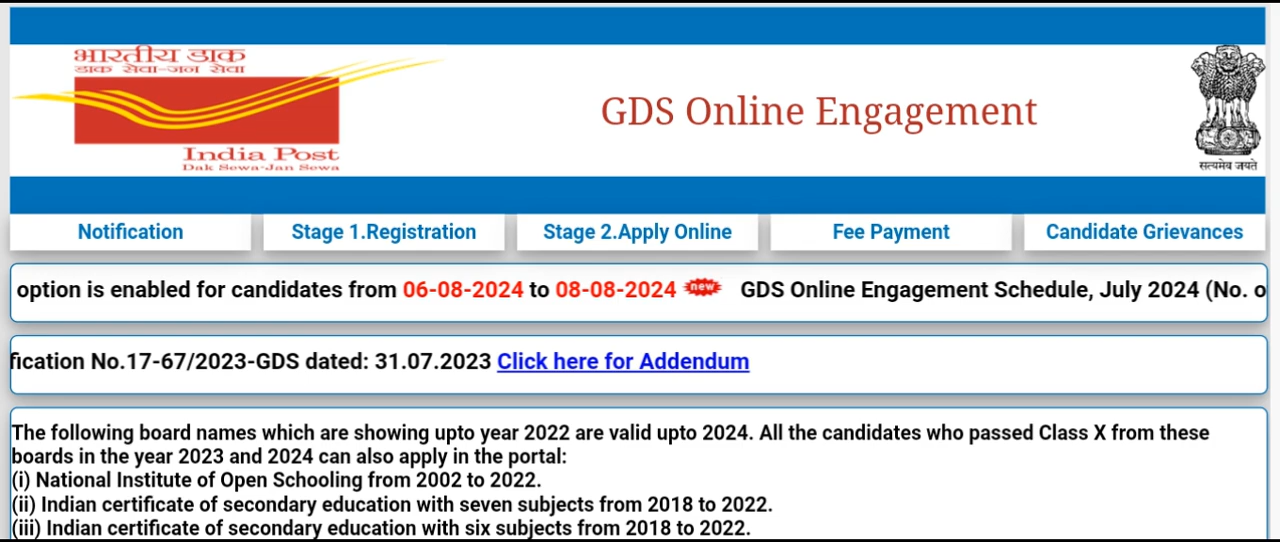 भारतीय डाक
डाक सेवा-जन सेवा
India Post
Dak Sewa-Jan Sewa
GDS Online Engagement
सत्यमेव जयते
Notification
Stage 1.Registration
Stage 2.Apply Online
Fee Payment
Candidate Grievances
option is enabled for candidates from 06-08-2024 to 08-08-2024 new GDS Online Engagement Schedule, July 2024 (No. o
fication No.17-67/2023-GDS dated: 31.07.2023 Click here for Addendum
The following board names which are showing upto year 2022 are valid upto 2024. All the candidates who passed Class X from these
boards in the year 2023 and 2024 can also apply in the portal:
(i) National Institute of Open Schooling from 2002 to 2022.
(ii) Indian certificate of secondary education with seven subjects from 2018 to 2022.
(iii) Indian certificate of secondary education with six subjects from 2018 to 2022.